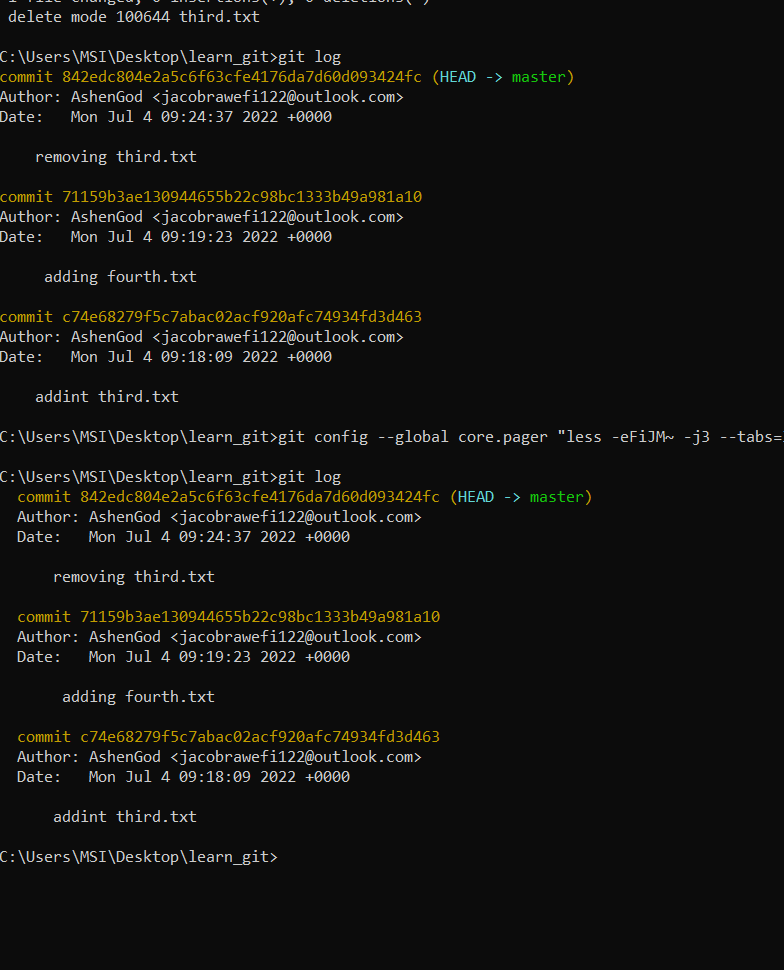 delete mode 100644 third.txt
C:\Users\MSI\Desktop\learn_git>git log
commit 842edc804e2a5c6f63cfe4176da7d60d093424fc (HEAD -> master)
Author: AshenGod <jacobrawefi122@outlook.com>
Date:   Mon Jul 4 09:24:37 2022 +0000
removing third.txt
commit 71159b3ae130944655b22c98bc1333b49a981a10
Author: AshenGod <jacobrawefi122@outlook.com>
Date:   Mon Jul 4 09:19:23 2022 +0000
adding fourth.txt
commit c74e68279f5c7abac02acf920afc74934fd3d463
Author: AshenGod <jacobrawefi122@outlook.com>
Date:   Mon Jul 4 09:18:09 2022 +0000
addint third.txt
C:\Users\MSI\Desktop\learn_git>git config --global core.pager "less -eFiJM~ -j3 --tabs=
C:\Users\MSI\Desktop\learn_git>git log
commit 842edc804e2a5c6f63cfe4176da7d60d093424fc (HEAD -> master)
Author: AshenGod <jacobrawefi122@outlook.com>
Date:   Mon Jul 4 09:24:37 2022 +0000
removing third.txt
commit 71159b3ae130944655b22c98bc1333b49a981a10
Author: AshenGod <jacobrawefi122@outlook.com>
Date:   Mon Jul 4 09:19:23 2022 +0000
adding fourth.txt
commit c74e68279f5c7abac02acf920afc74934fd3d463
Author: AshenGod <jacobrawefi122@outlook.com>
Date:   Mon Jul 4 09:18:09 2022 +0000
addint third.txt
C:\Users\MSI\Desktop\learn_git>